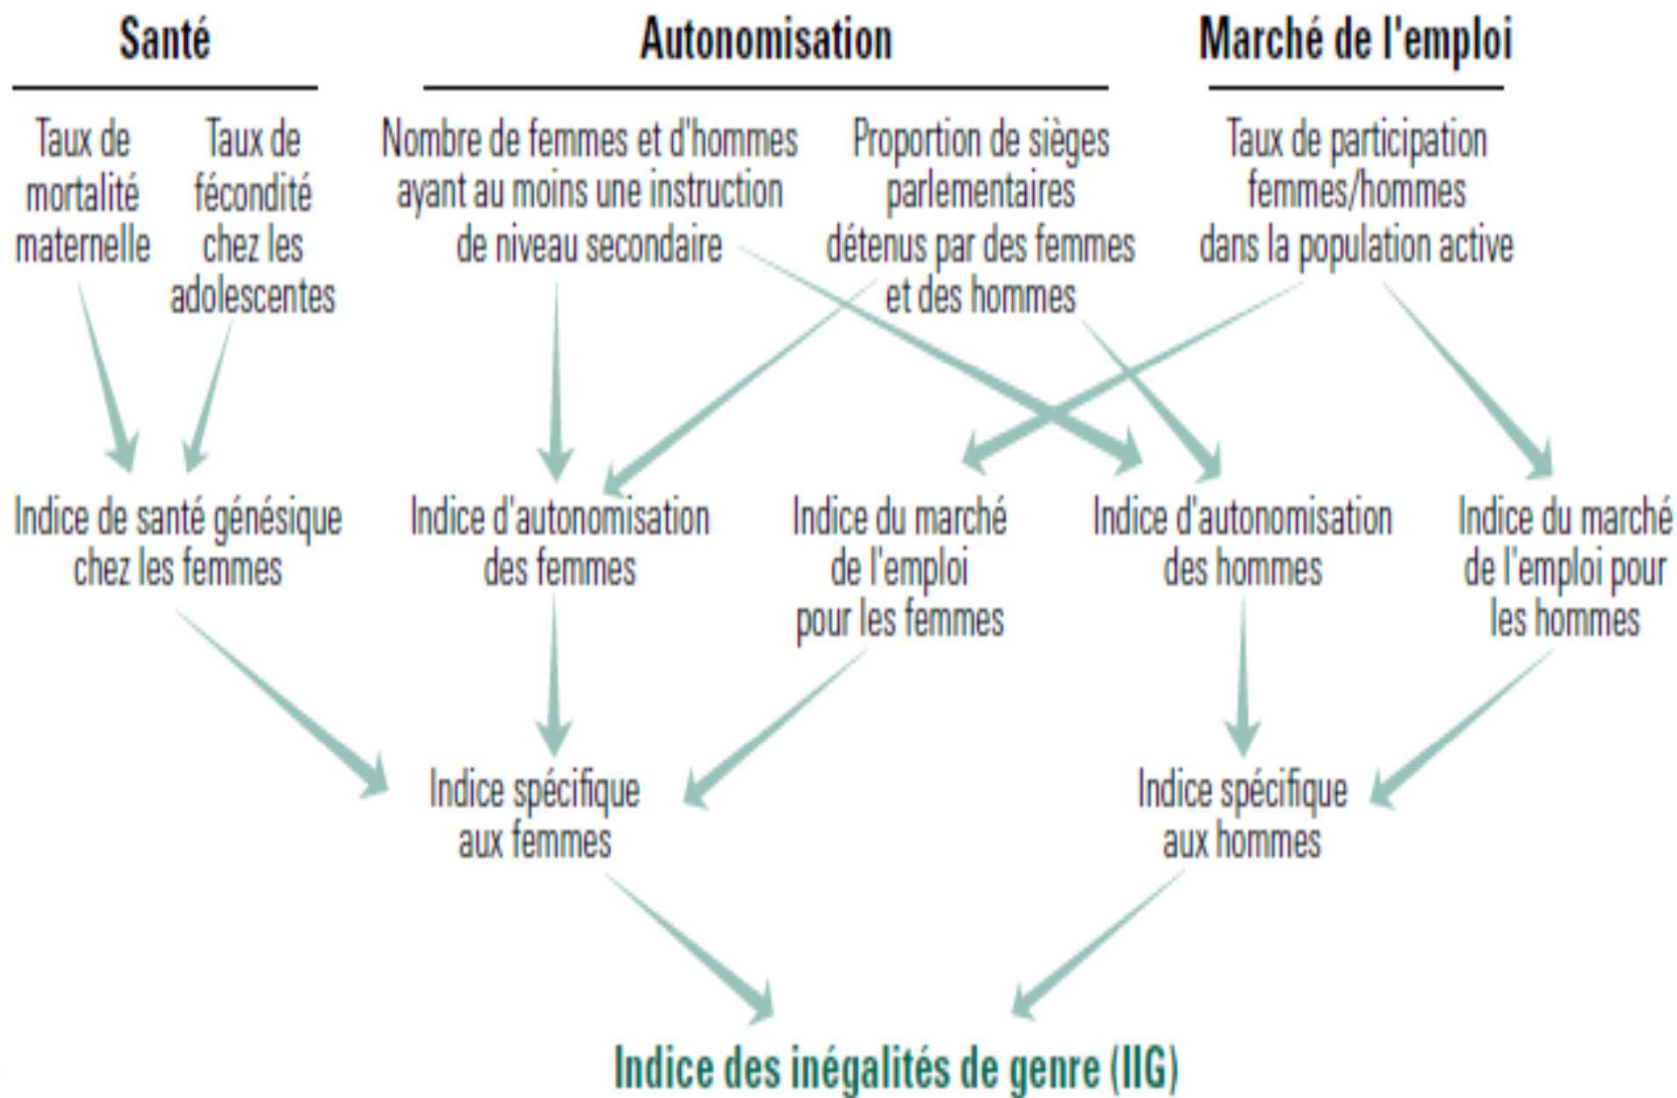 Santé
Autonomisation
Marché de l'emploi
Taux de
mortalité
maternelle
Taux de
fécondité
chez les
adolescentes
Nombre de femmes et d'hommes
ayant au moins une instruction
de niveau secondaire
Proportion de sièges
parlementaires
détenus par des femmes
et des hommes
Taux de participation
femmes/hommes
dans la population active
Indice de santé génésique
chez les femmes
Indice d'autonomisation
des femmes
Indice du marché
de l'emploi
pour les femmes
Indice d'autonomisation
des hommes
Indice du marché
de l'emploi pour
les hommes
Indice spécifique
aux femmes
Indice spécifique
aux hommes
Indice des inégalités de genre (IIG)